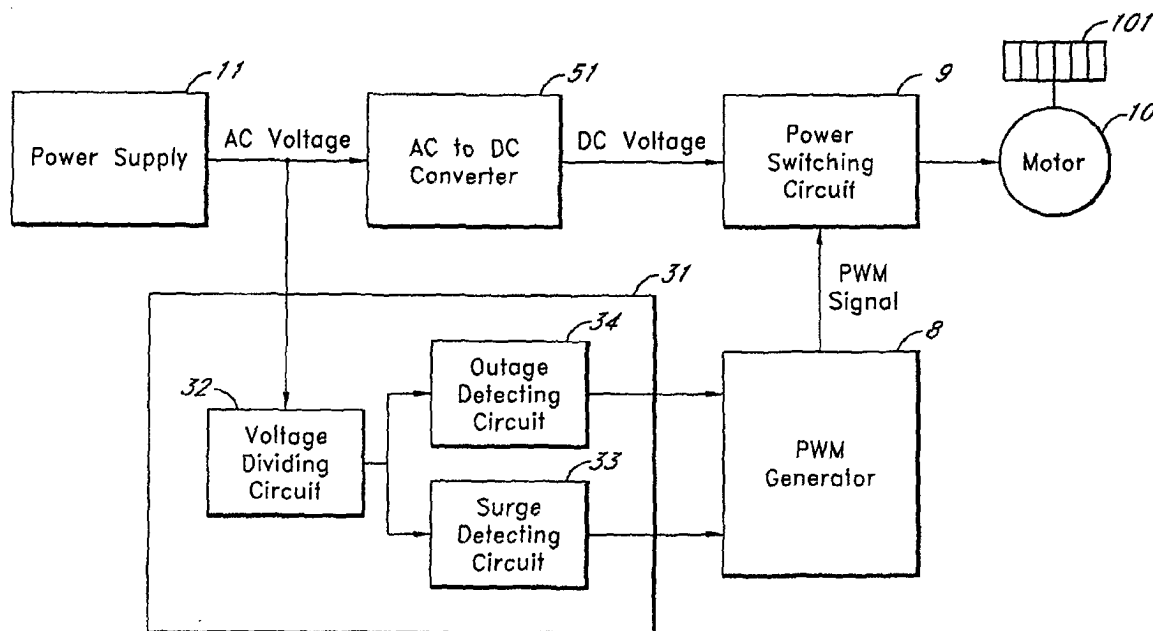 101
11
51
9
10
Power Supply
AC Voltage
AC to DC
Converter
DC Voltage
Power
Switching
Circuit
Motor
31
PWM
Signal
34
8
32
Outage
Detecting
Circuit
Voltage
Dividing
Circuit
33
Surge
Detecting
Circuit
PWM
Generator